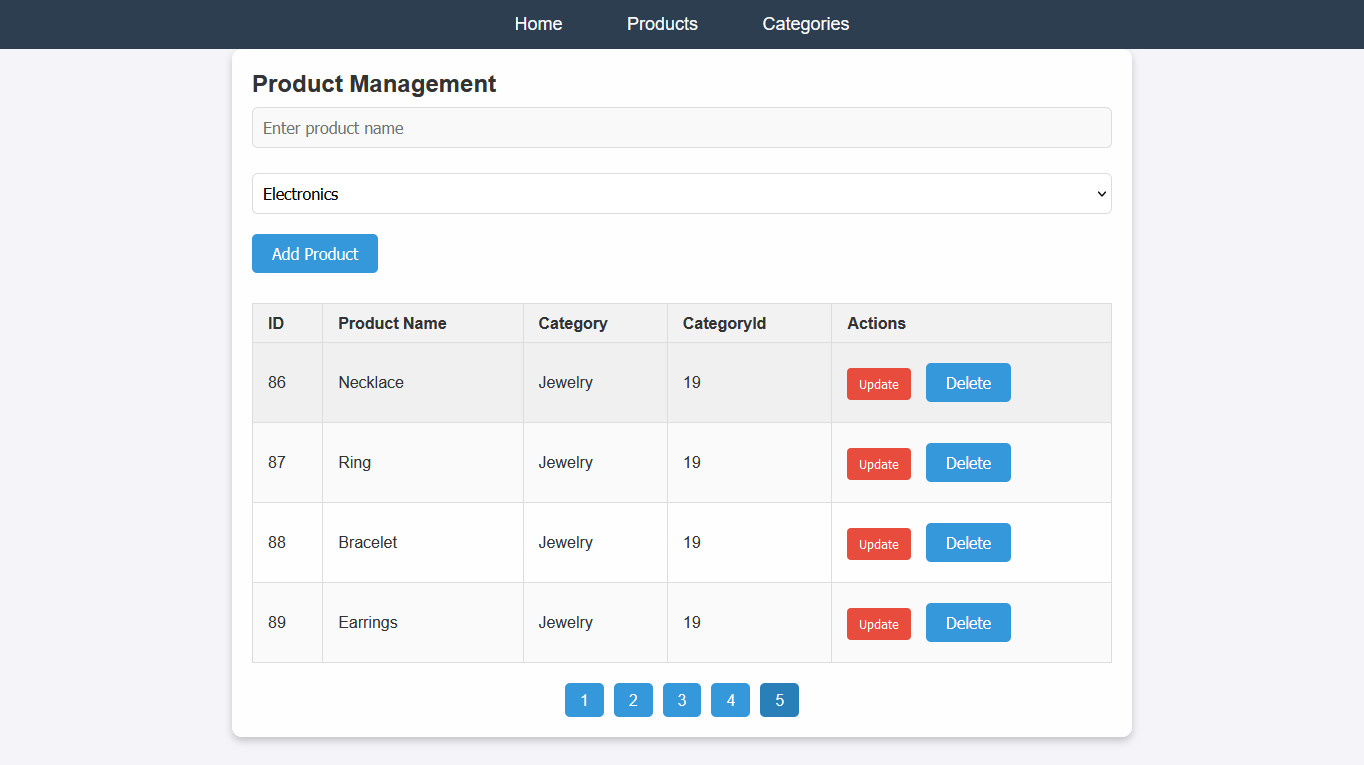 Home Products Categories
Product Management
Enter product name
Electronics
Add Product
ID Product Name Category CategoryId Actions
86 Necklace Jewelry 19 Update Delete
87 Ring Jewelry 19 Update Delete
88 Bracelet Jewelry 19 Update Delete
89 Earrings Jewelry 19 Update Delete
1 2 3 4 5